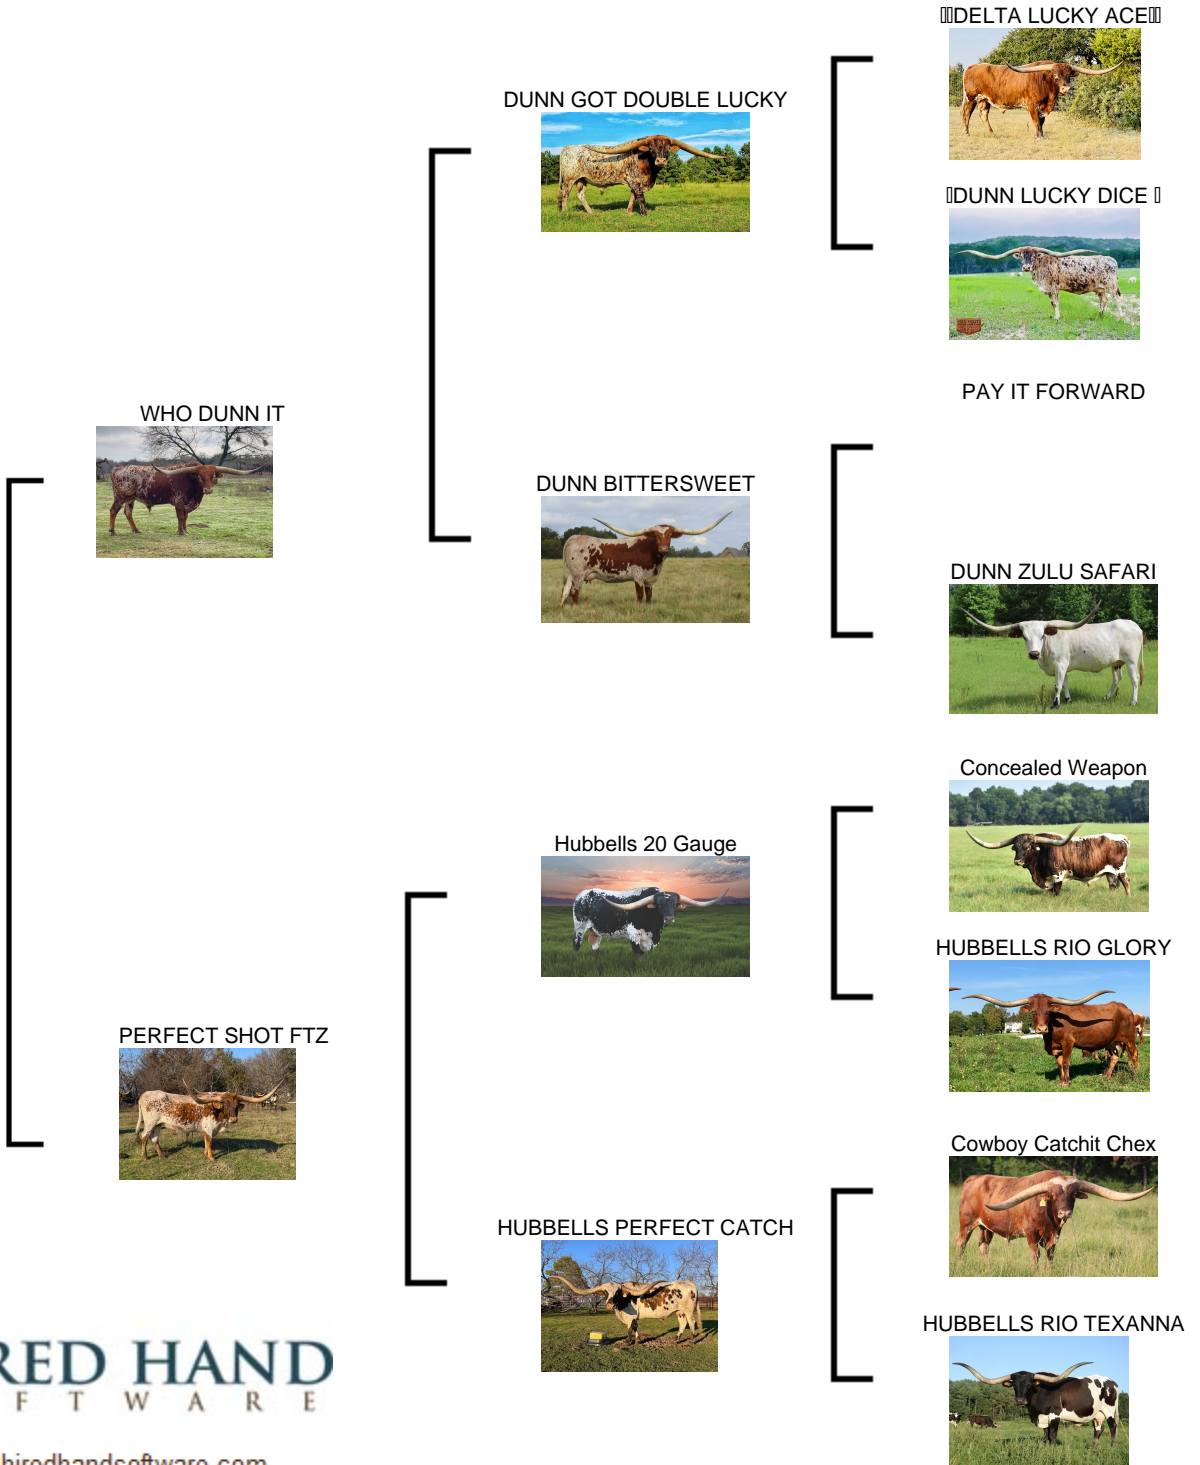 DELTA LUCKY ACE
DUNN GOT DOUBLE LUCKY
DUNN LUCKY DICE
PAY IT FORWARD
WHO DUNN IT
DUNN BITTERSWEET
DUNN ZULU SAFARI
Concealed Weapon
Hubbells 20 Gauge
HUBBELLS RIO GLORY
PERFECT SHOT FTZ
Cowboy Catchit Chex
HUBBELLS PERFECT CATCH
HUBBELLS RIO TEXANNA
RED HAND
F T W A R E
hiredhandsoftware.com